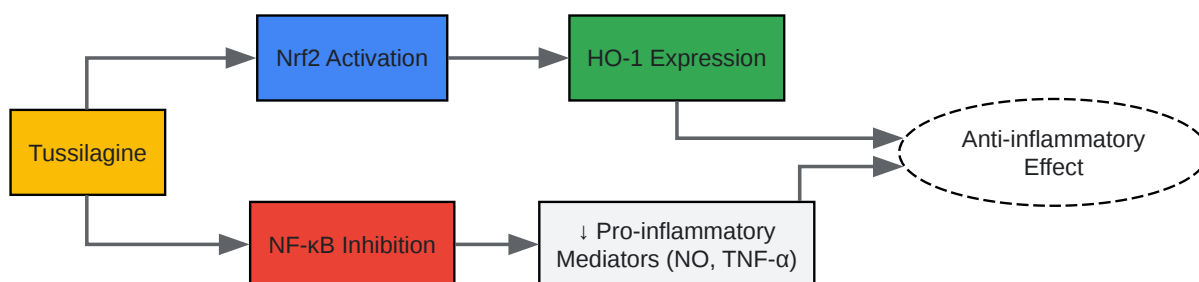 Nrf2 Activation
HO-1 Expression
Tussilagine
Anti-inflammatory
Effect
NF-κB Inhibition
↓ Pro-inflammatory
Mediators (NO, TNF-α)